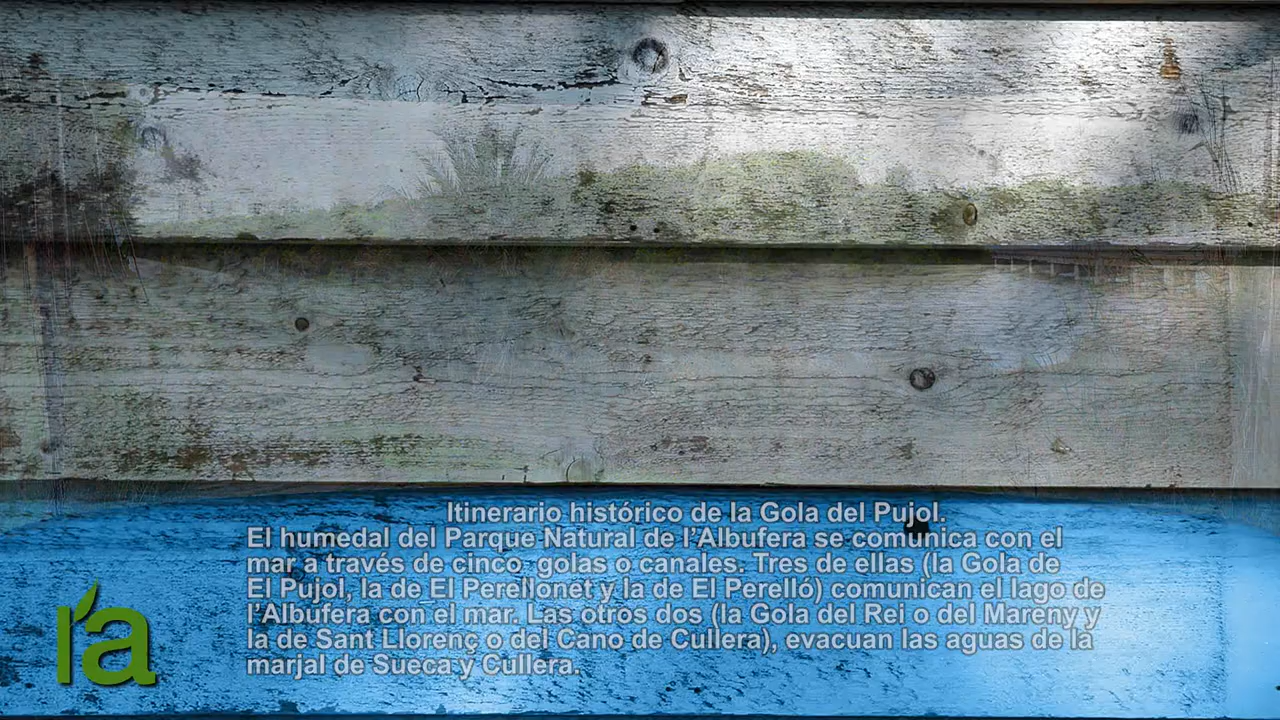 Itinerario histórico de la Gola del Pujol.
El humedal del Parque Natural de l'Albufera se comunica con el
mar a través de cinco golas o canales. Tres de ellas (la Gola de
El Pujol, la de El Perellonet y la de El Perelló) comunican el lago de
l'Albufera con el mar. Las otros dos (la Gola del Rei o del Mareny y
la de Sant Llorenç o del Cano de Cullera), evacuan las aguas de la
marjal de Sueca y Cullera.
l'a